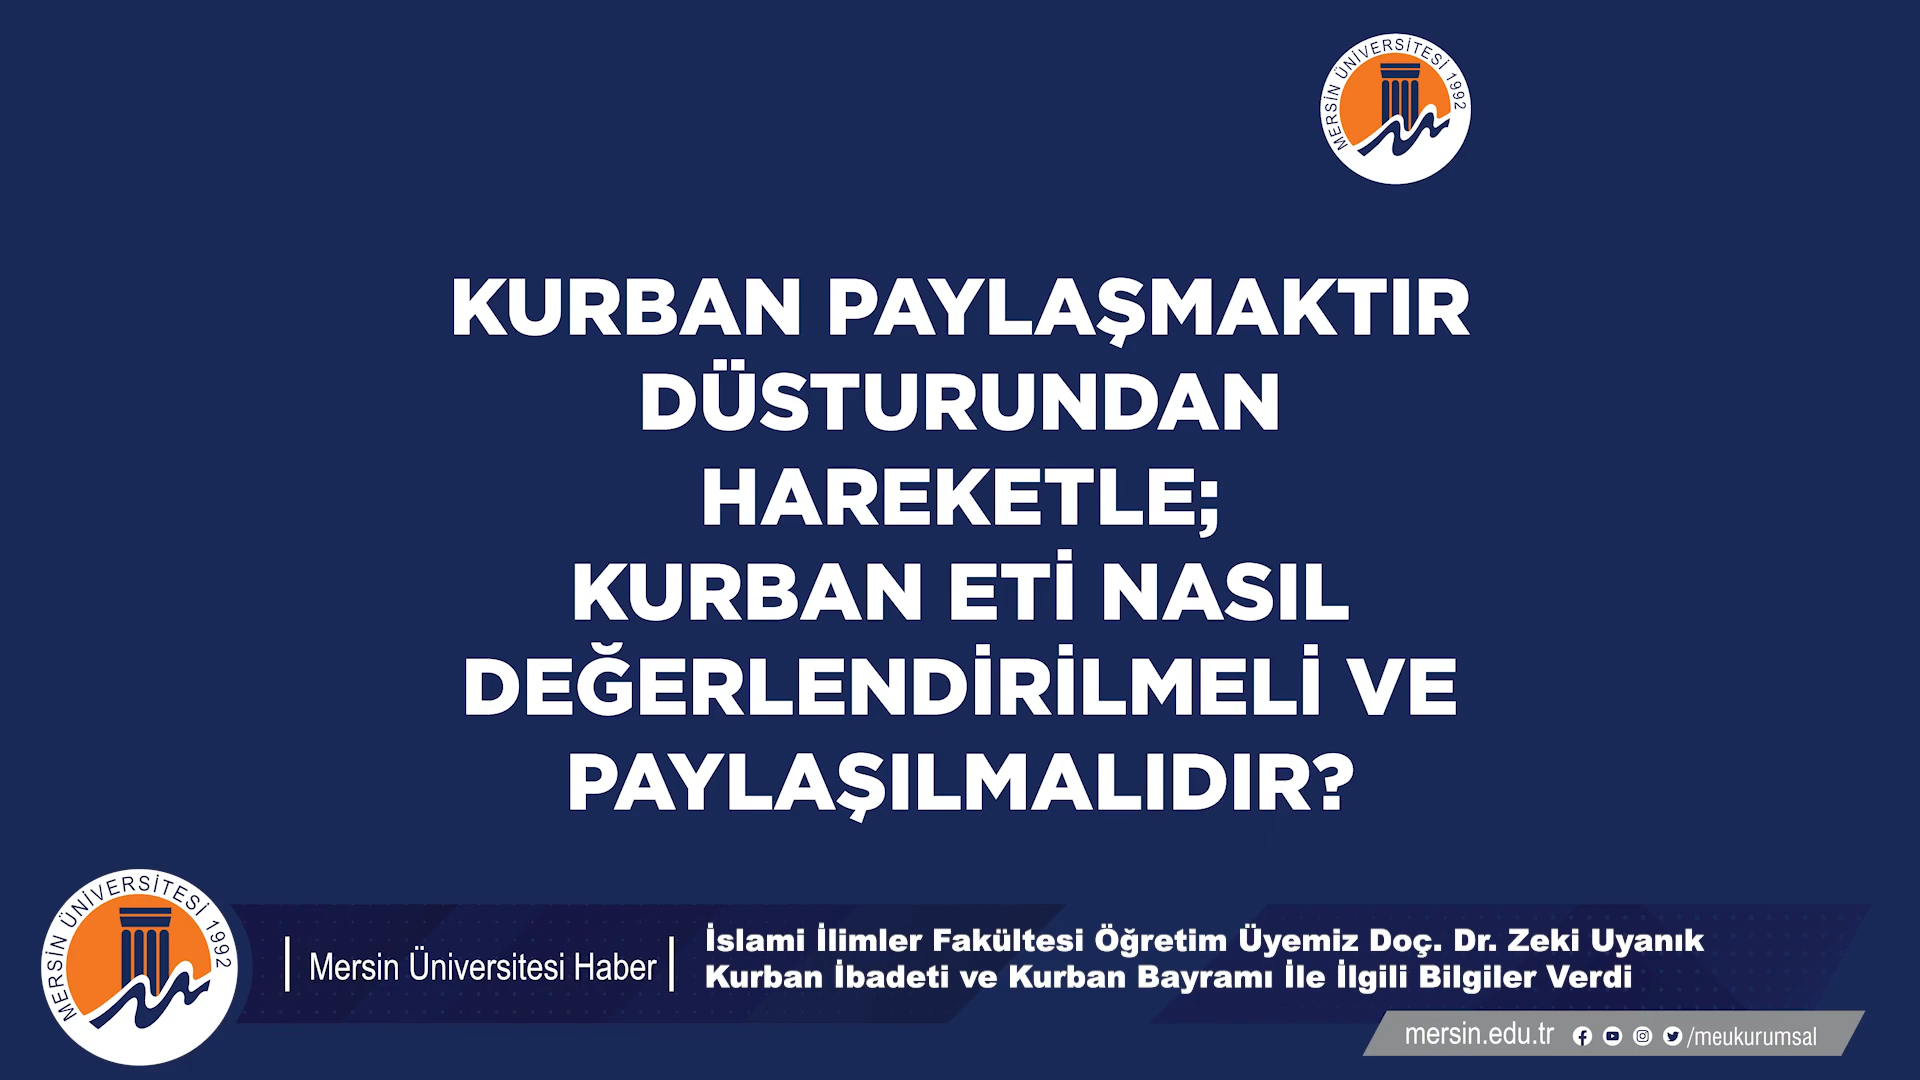 MERSİN ÜNİVERSİTESİ 1992
KURBAN PAYLAŞMAKTIR
DÜSTURUNDAN
HAREKETLE;
KURBAN ETİ NASIL
DEĞERLENDİRİLMELİ VE
PAYLAŞILMALIDIR?
MERSİN ÜNİVERSİTESİ 1992
Mersin Üniversitesi Haber
İslami İlimler Fakültesi Öğretim Üyemiz Doç. Dr. Zeki Uyanık
Kurban İbadeti ve Kurban Bayramı İle İlgili Bilgiler Verdi
mersin.edu.tr /meukurumsal